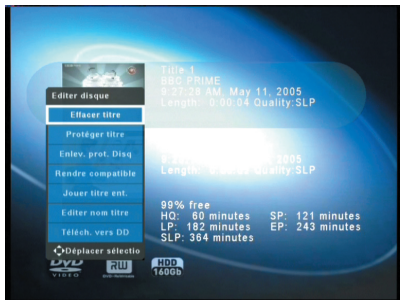 Title 1
BBC PRIME
9:27:28 AM, May 11, 2005
Length: 0:00:04 Quality:SLP
Editer disque
Effacer titre
Protéger titre
Enlev. prot. Disq
Rendre compatible
Jouer titre ent.
Editer nom titre
Téléch. vers DD
Déplacer sélectio
2005
Length: Quality:SLP
99% free
HQ: 60 minutes SP: 121 minutes
LP: 182 minutes EP: 243 minutes
SLP: 364 minutes
DVD
VIDEO
RW
HDD
160Gb